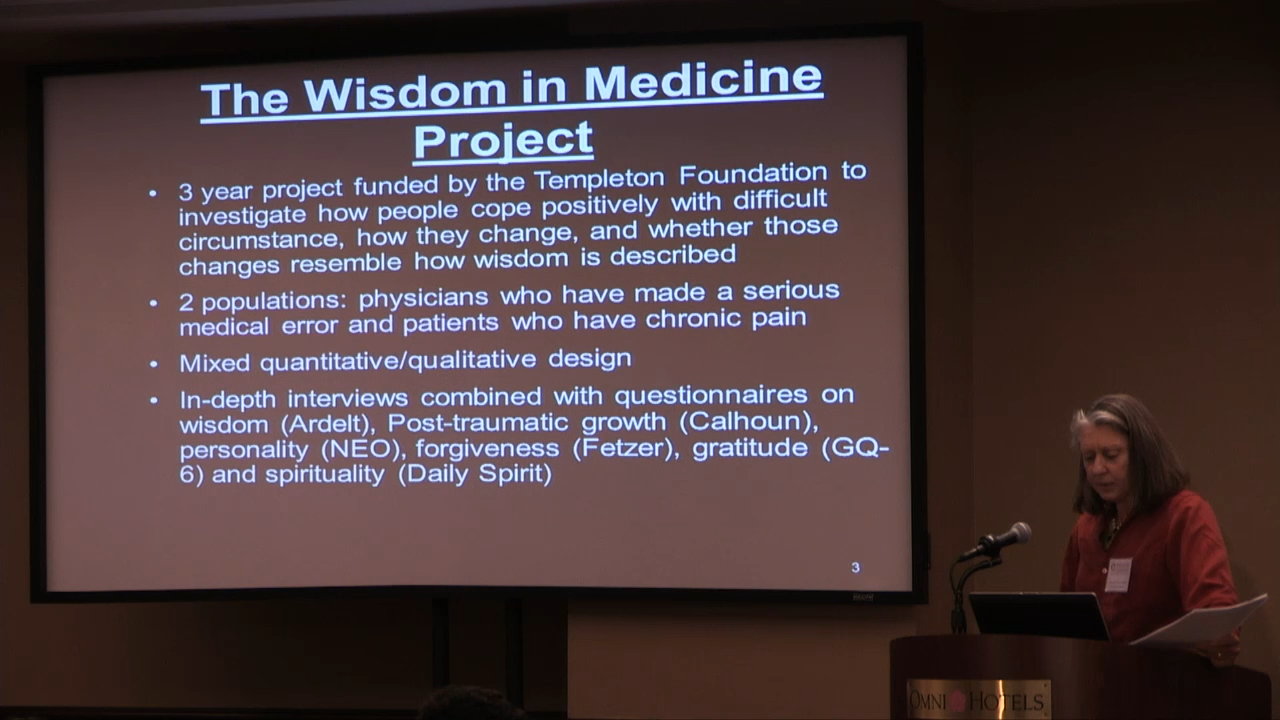 The Wisdom in Medicine
Project
• 3 year project funded by the Templeton Foundation to
investigate how people cope positively with difficult
circumstance, how they change, and whether those
changes resemble how wisdom is described
• 2 populations: physicians who have made a serious
medical error and patients who have chronic pain
• Mixed quantitative/qualitative design
• In-depth interviews combined with questionnaires on
wisdom (Ardelt), Post-traumatic growth (Calhoun),
personality (NEO), forgiveness (Fetzer), gratitude (GQ-
6) and spirituality (Daily Spirit)
3
OMNI HOTELS